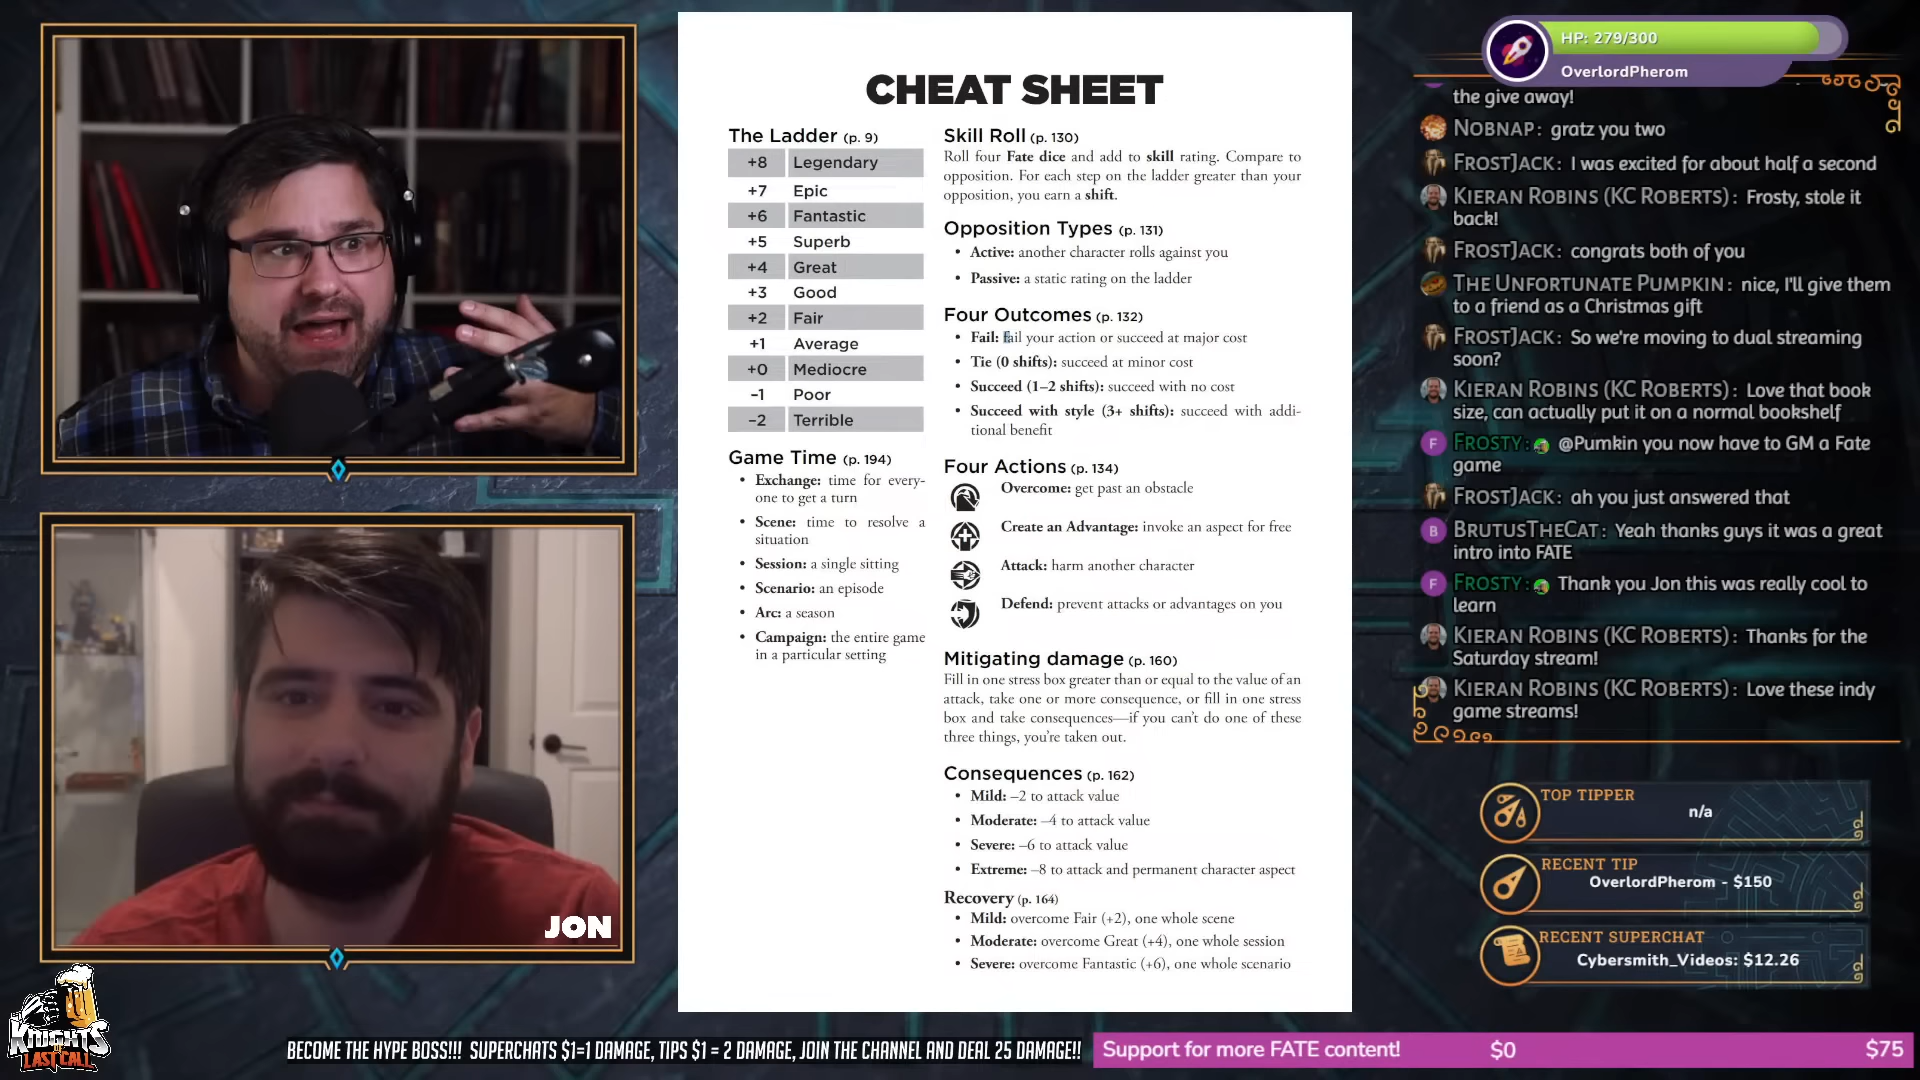 JON
KNIGHTS
OF
LAST CALL
CHEAT SHEET
The Ladder (p. 9)
+8 Legendary
+7 Epic
+6 Fantastic
+5 Superb
+4 Great
+3 Good
+2 Fair
+1 Average
+0 Mediocre
–1 Poor
–2 Terrible
Game Time (p. 194)
• Exchange: time for every-
one to get a turn
• Scene: time to resolve a
situation
• Session: a single sitting
• Scenario: an episode
• Arc: a season
• Campaign: the entire game
in a particular setting
Skill Roll (p. 130)
Roll four Fate dice and add to skill rating. Compare to
opposition. For each step on the ladder greater than your
opposition, you earn a shift.
Opposition Types (p. 131)
• Active: another character rolls against you
• Passive: a static rating on the ladder
Four Outcomes (p. 132)
• Fail: fail your action or succeed at major cost
• Tie (0 shifts): succeed at minor cost
• Succeed (1–2 shifts): succeed with no cost
• Succeed with style (3+ shifts): succeed with addi-
tional benefit
Four Actions (p. 134)
Overcome: get past an obstacle
Create an Advantage: invoke an aspect for free
Attack: harm another character
Defend: prevent attacks or advantages on you
Mitigating damage (p. 160)
Fill in one stress box greater than or equal to the value of an
attack, take one or more consequence, or fill in one stress
box and take consequences—if you can't do one of these
three things, you're taken out.
Consequences (p. 162)
• Mild: –2 to attack value
• Moderate: –4 to attack value
• Severe: –6 to attack value
• Extreme: –8 to attack and permanent character aspect
Recovery (p. 164)
• Mild: overcome Fair (+2), one whole scene
• Moderate: overcome Great (+4), one whole session
• Severe: overcome Fantastic (+6), one whole scenario
HP: 279/300
OverlordPherom
the give away!
NOBNAP: gratz you two
FROSTJACK: I was excited for about half a second
KIERAN ROBINS (KC ROBERTS): Frosty, stole it
back!
FROSTJACK: congrats both of you
THE UNFORTUNATE PUMPKIN: nice, I'll give them
to a friend as a Christmas gift
FROSTJACK: So we're moving to dual streaming
soon?
KIERAN ROBINS (KC ROBERTS): Love that book
size, can actually put it on a normal bookshelf
F FROSTY: @Pumkin you now have to GM a Fate
game
FROSTJACK: ah you just answered that
B BRUTUSTHECAT: Yeah thanks guys it was a great
intro into FATE
F FROSTY: Thank you Jon this was really cool to
learn
KIERAN ROBINS (KC ROBERTS): Thanks for the
Saturday stream!
KIERAN ROBINS (KC ROBERTS): Love these indy
game streams!
TOP TIPPER
n/a
RECENT TIP
OverlordPherom - $150
RECENT SUPERCHAT
Cybersmith_Videos: $12.26
BECOME THE HYPE BOSS!!! SUPERCHATS $1=1 DAMAGE, TIPS $1 = 2 DAMAGE, JOIN THE CHANNEL AND DEAL 25 DAMAGE!!
Support for more FATE content! $0 $75